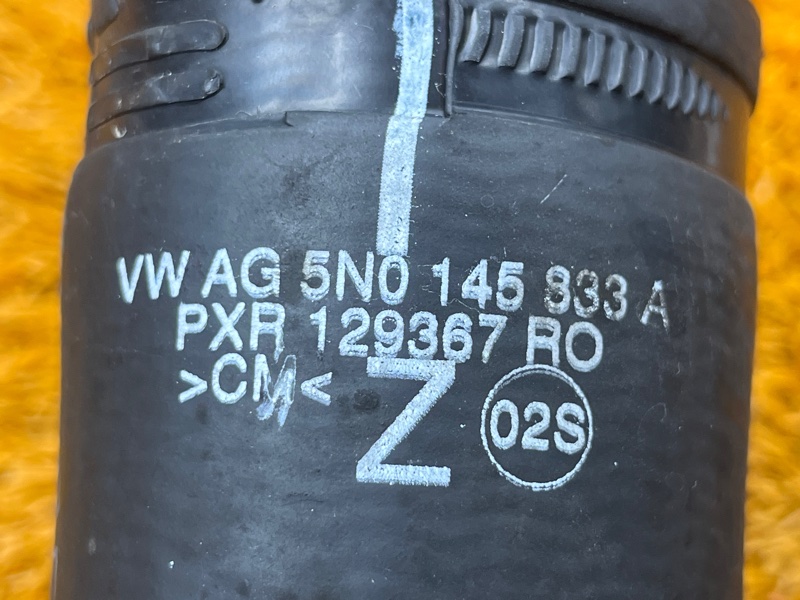 VW AG 5N0 145 833 A
PXR 129367 RO
>CM<
Z
02S